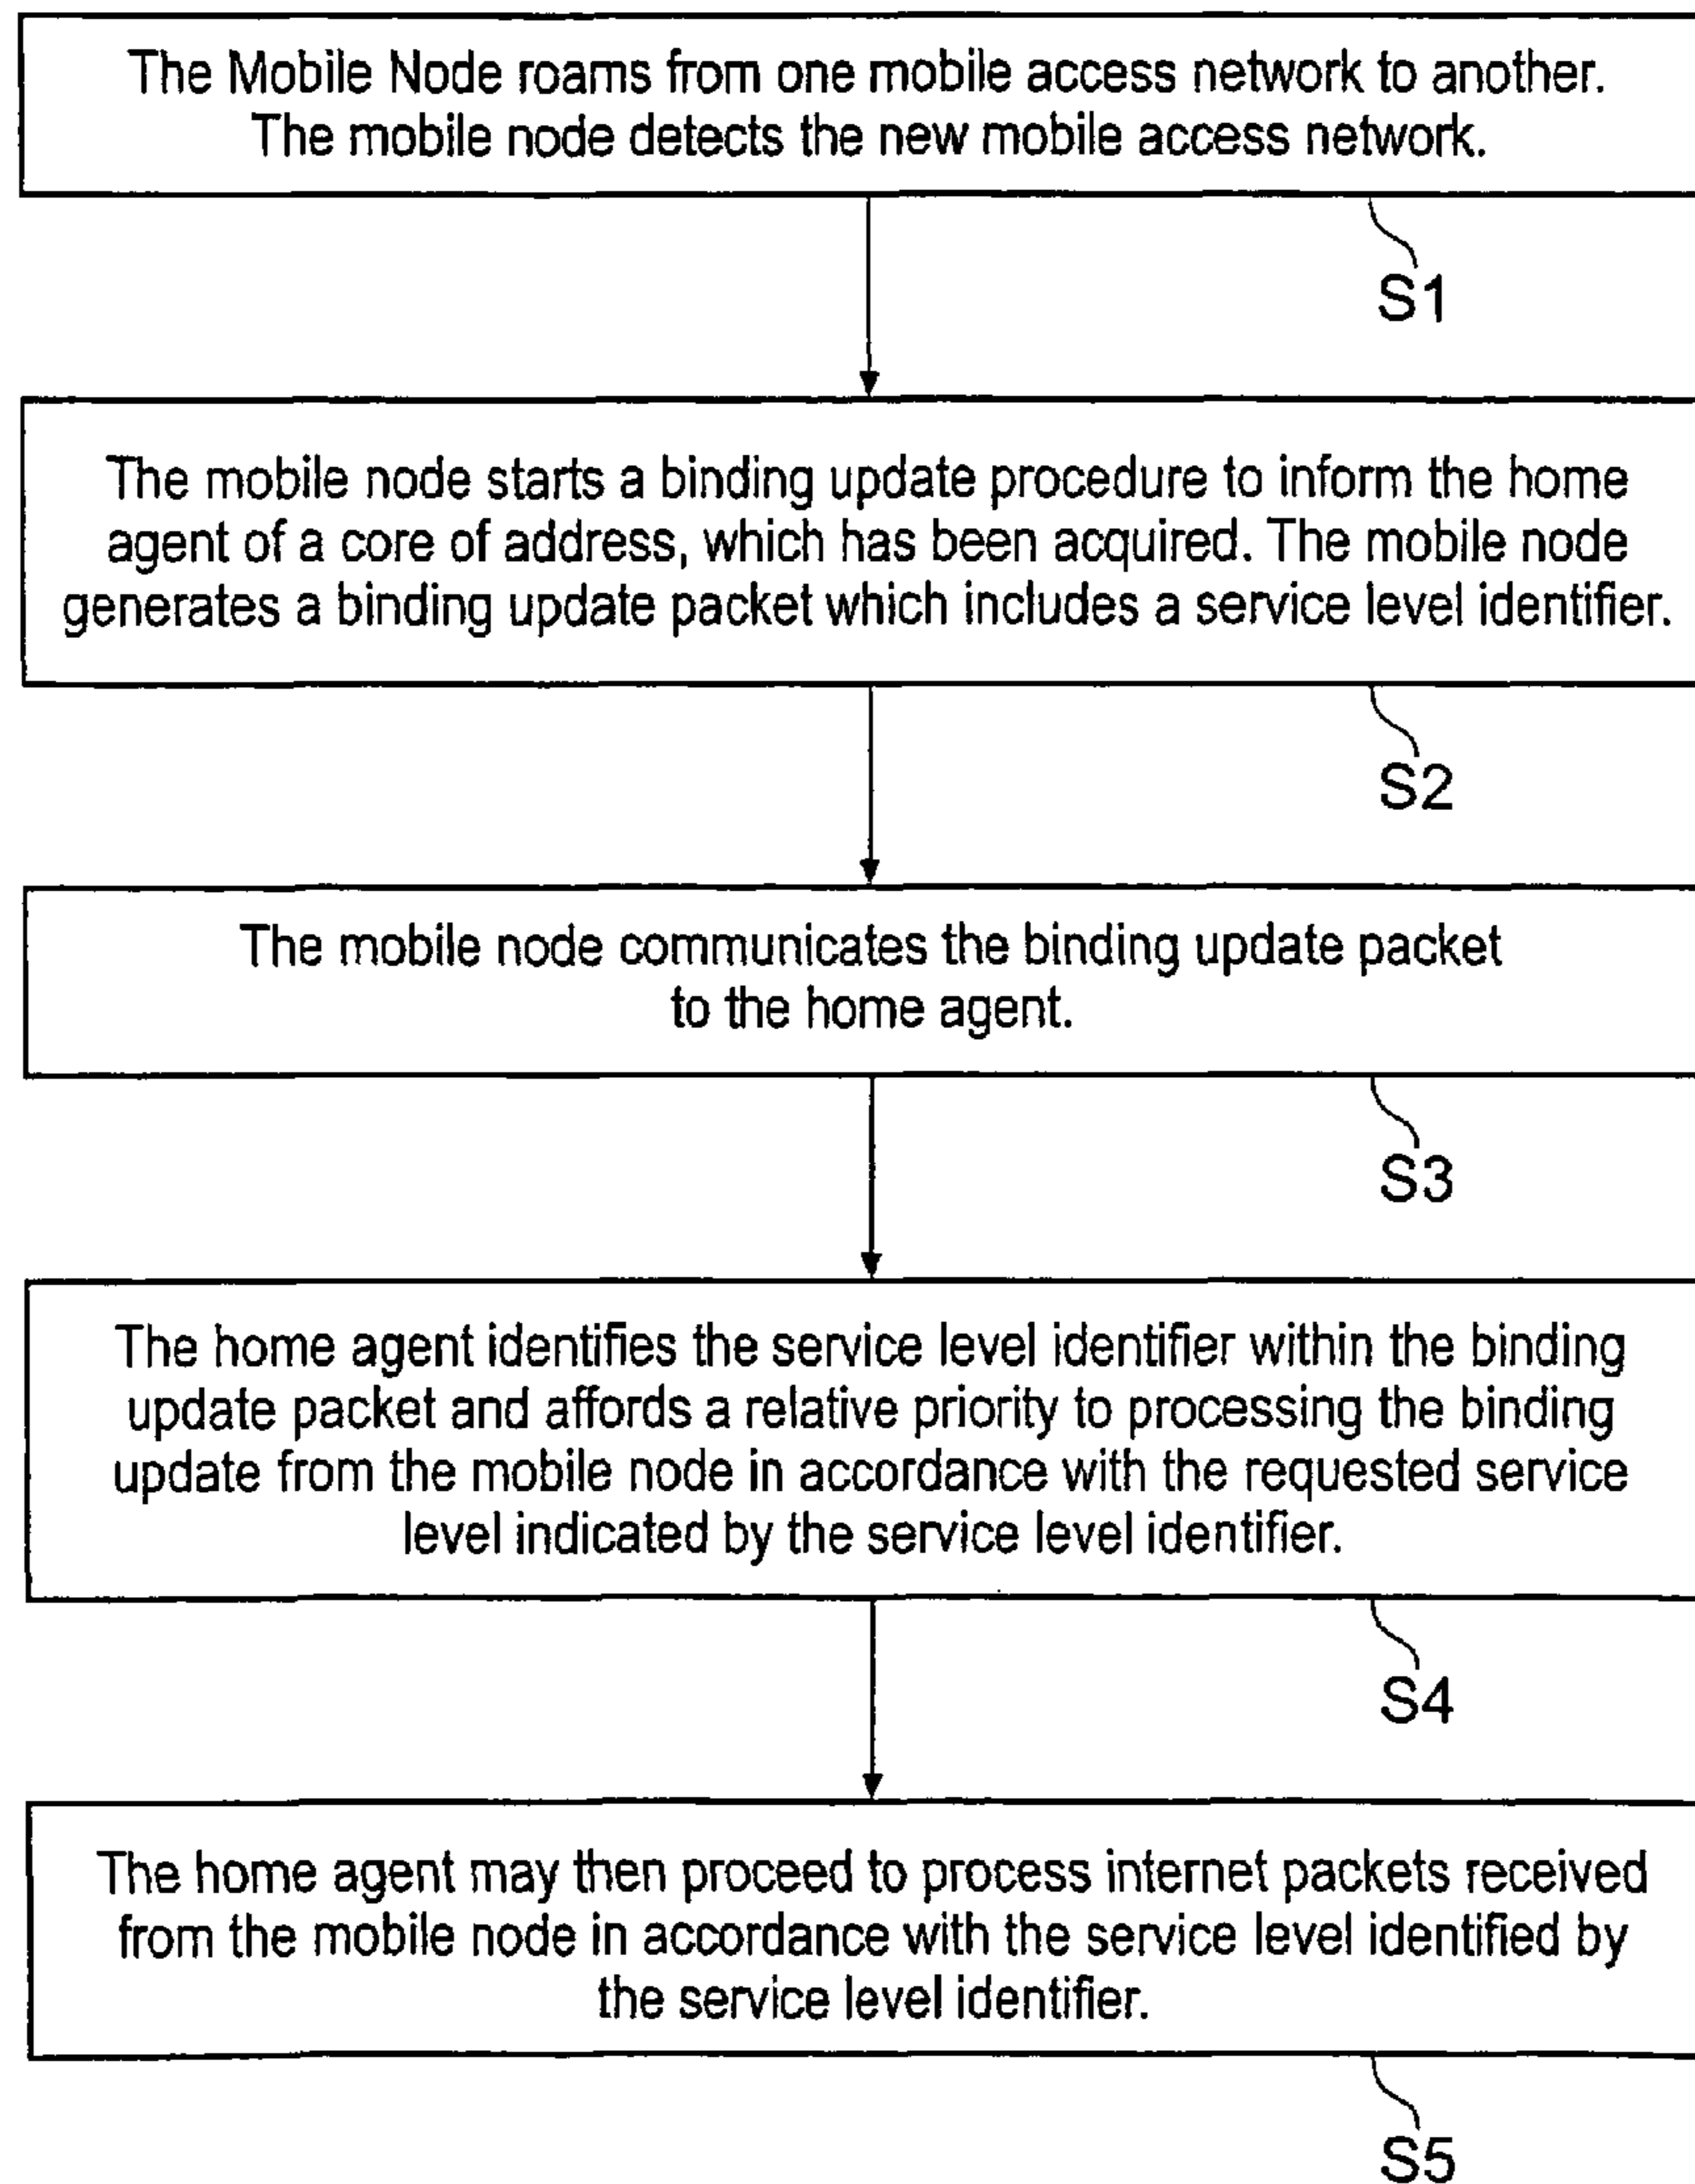 The Mobile Node roams from one mobile access network to another.
The mobile node detects the new mobile access network.
S1
The mobile node starts a binding update procedure to inform the home
agent of a core of address, which has been acquired. The mobile node
generates a binding update packet which includes a service level identifier.
S2
The mobile node communicates the binding update packet
to the home agent.
S3
The home agent identifies the service level identifier within the binding
update packet and affords a relative priority to processing the binding
update from the mobile node in accordance with the requested service
level indicated by the service level identifier.
S4
The home agent may then proceed to process internet packets received
from the mobile node in accordance with the service level identified by
the service level identifier.
S5